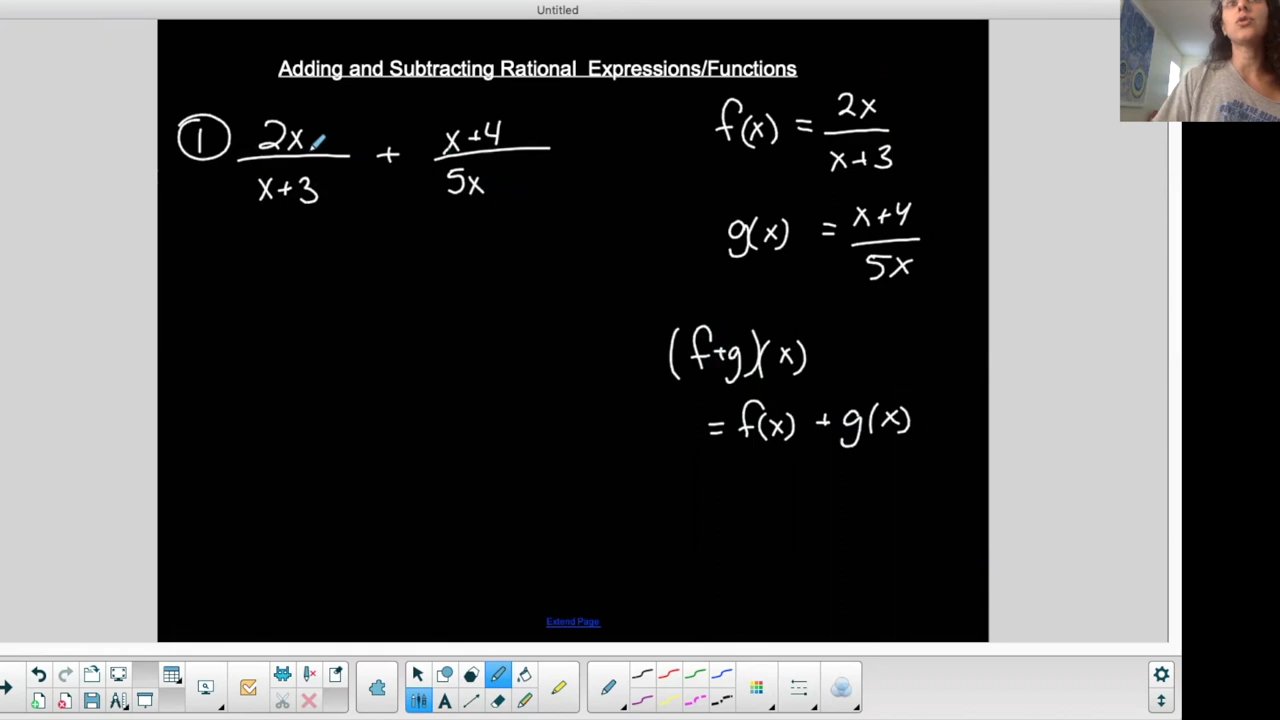 Untitled
Adding and Subtracting Rational Expressions/Functions
① 2x/(x+3) + (x+4)/5x
f(x) = 2x/(x+3)
g(x) = (x+4)/5x
(f+g)(x)
= f(x) + g(x)
Extend Page
A